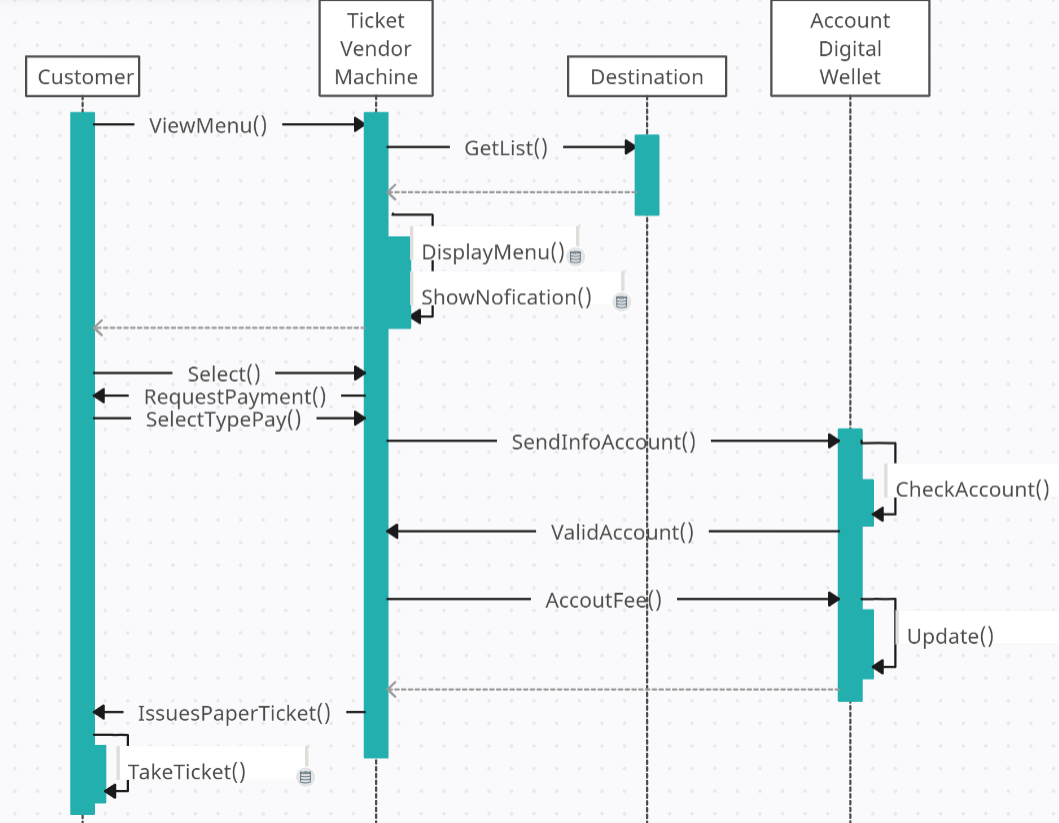 Customer
Ticket
Vendor
Machine
Destination
Account
Digital
Wellet
ViewMenu()
GetList()
DisplayMenu()
ShowNofication()
Select()
RequestPayment()
SelectTypePay()
SendInfoAccount()
CheckAccount()
ValidAccount()
AccoutFee()
Update()
IssuesPaperTicket()
TakeTicket()